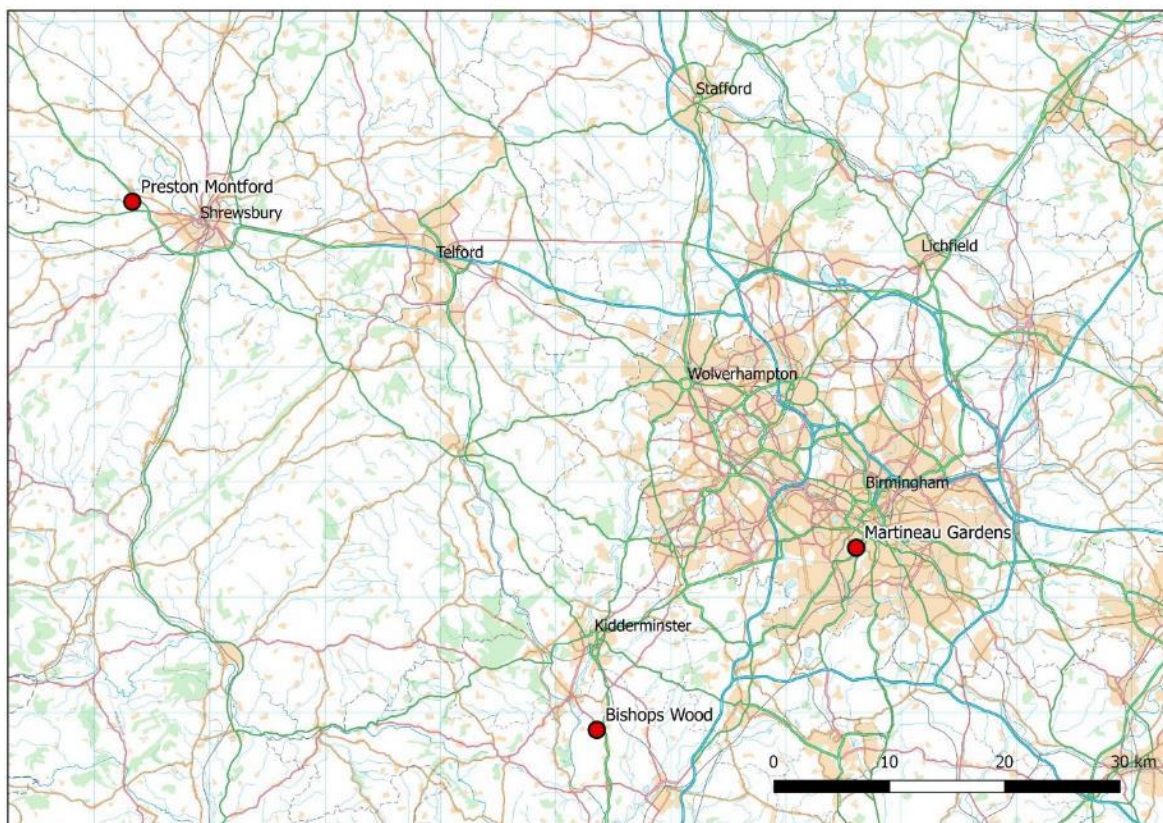 Stafford
Preston Montford
Shrewsbury
Lichfield
Telford
Wolverhampton
Birmingham
Martineau Gardens
Kidderminster
Bishops Wood
0 10 20 30 km